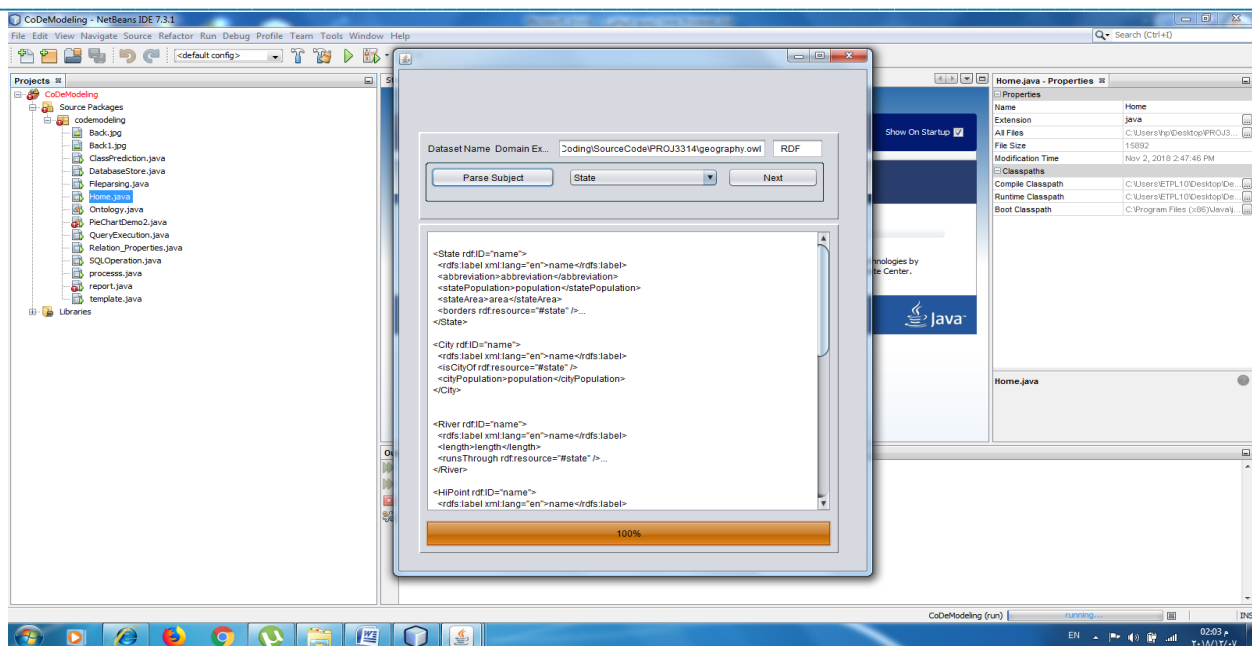 CoDeModeling - NetBeans IDE 7.3.1
File Edit View Navigate Source Refactor Run Debug Profile Team Tools Window Help
Search (Ctrl+I)
<default config>
Projects
CoDeModeling
Source Packages
codemodeling
Back.jpg
Back1.jpg
ClassPrediction.java
DatabaseStore.java
Fileparsing.java
Home.java
Ontology.java
PieChartDemo2.java
QueryExecution.java
Relation_Properties.java
SQLOperation.java
processs.java
report.java
template.java
Libraries
Dataset Name Domain Ex... Coding\SourceCode\PROJ3314\geography.owl RDF
Parse Subject State Next
<State rdf:ID="name">
<rdfs:label xml:lang="en">name</rdfs:label>
<abbreviation>abbreviation</abbreviation>
<statePopulation>population</statePopulation>
<stateArea>area</stateArea>
<borders rdf:resource="#state" />...
</State>
<City rdf:ID="name">
<rdfs:label xml:lang="en">name</rdfs:label>
<isCityOf rdf:resource="#state" />
<cityPopulation>population</cityPopulation>
</City>
<River rdf:ID="name">
<rdfs:label xml:lang="en">name</rdfs:label>
<length>length</length>
<runsThrough rdf:resource="#state" />...
</River>
<HiPoint rdf:ID="name">
<rdfs:label xml:lang="en">name</rdfs:label>
100%
Show On Startup
hnologies by
te Center.
Java
Home.java - Properties
Properties
Name Home
Extension java
All Files C:\Users\hp\Desktop\PROJ3...
File Size 15892
Modification Time Nov 2, 2018 2:47:46 PM
Classpaths
Compile Classpath C:\Users\ETPL10\Desktop\De...
Runtime Classpath C:\Users\ETPL10\Desktop\De...
Boot Classpath C:\Program Files (x86)\Java\j...
Home.java
CoDeModeling (run) running... INS
EN 02:03 م
٢٠١٨/١٢/٠٧